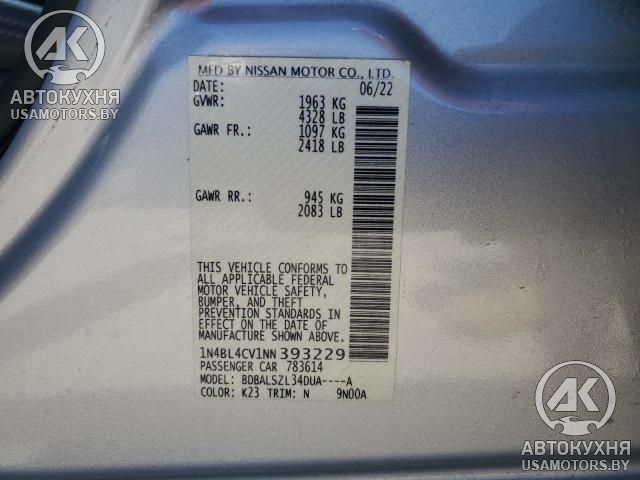 AK
АВТОКУХНЯ
USAMOTORS.BY
MFD BY NISSAN MOTOR CO., LTD.
DATE: 06/22
GVWR: 1963 KG
4328 LB
GAWR FR.: 1097 KG
2418 LB
GAWR RR.: 945 KG
2083 LB
THIS VEHICLE CONFORMS TO
ALL APPLICABLE FEDERAL
MOTOR VEHICLE SAFETY,
BUMPER, AND THEFT
PREVENTION STANDARDS IN
EFFECT ON THE DATE OF
MANUFACTURE SHOWN ABOVE.
1N4BL4CV1NN393229
PASSENGER CAR 783614
MODEL: BDBALSZL34DUA----A
COLOR: K23 TRIM: N 9N00A
AK
АВТОКУХНЯ
USAMOTORS.BY